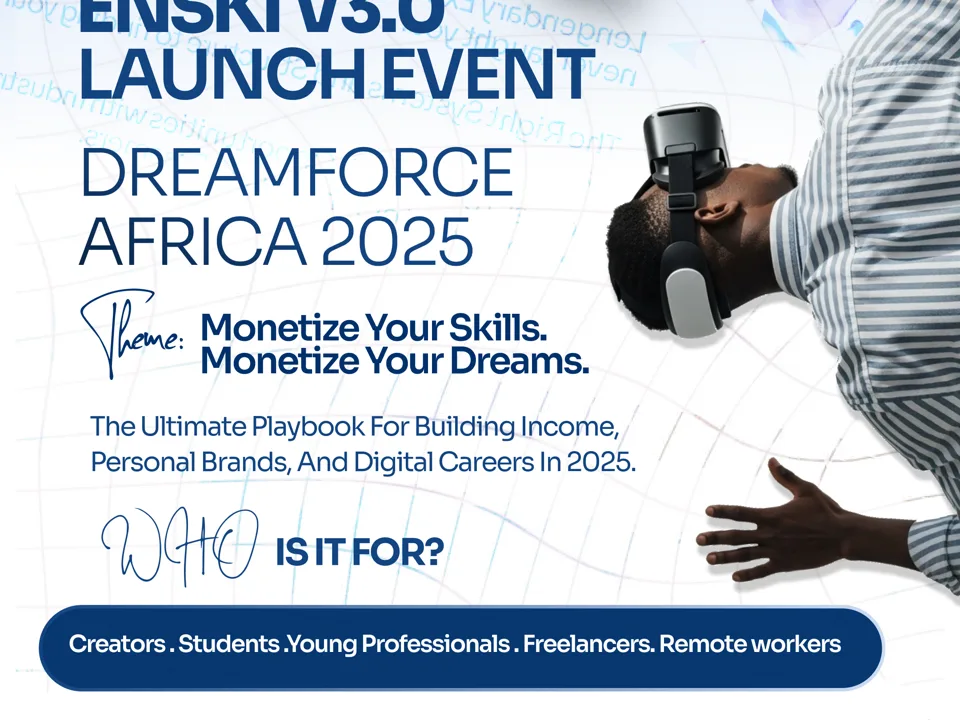 ENSKI V3.0
LAUNCH EVENT
DREAMFORCE
AFRICA 2025
Theme: Monetize Your Skills.
Monetize Your Dreams.
The Ultimate Playbook For Building Income,
Personal Brands, And Digital Careers In 2025.
WHO IS IT FOR?
Creators . Students .Young Professionals . Freelancers. Remote workers